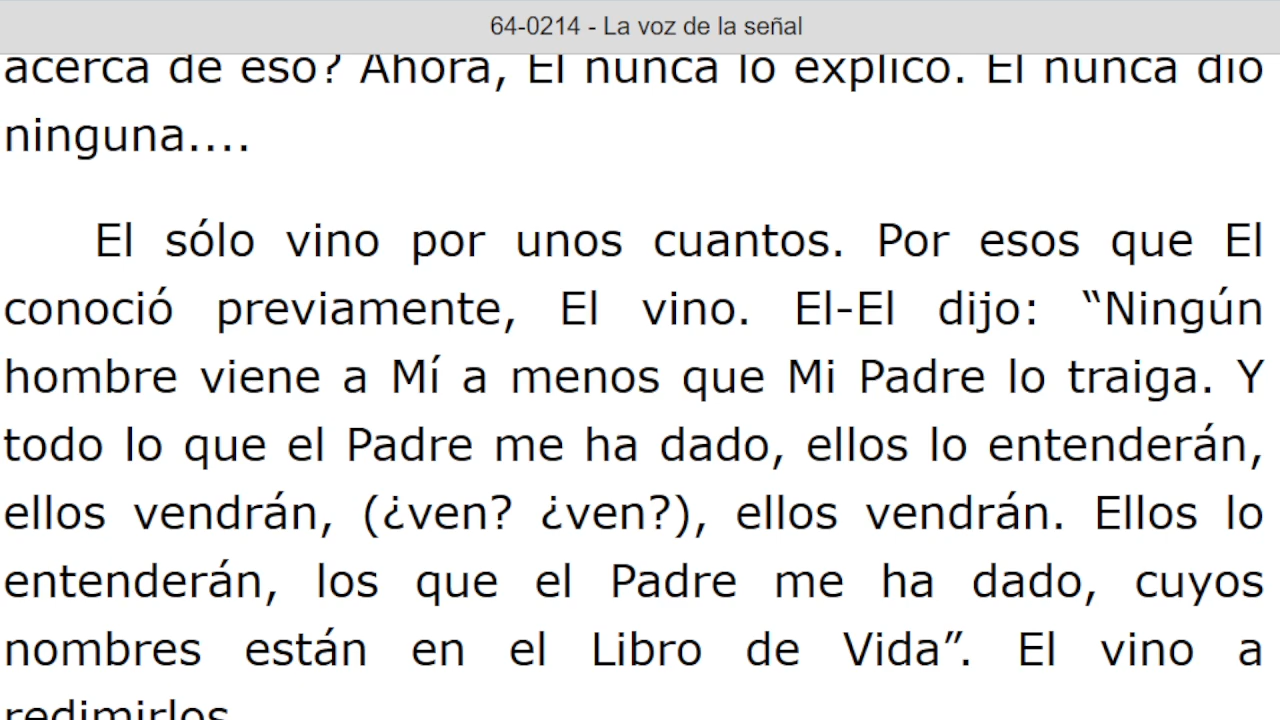 64-0214 - La voz de la señal
acerca de eso? Ahora, El nunca lo explicó. El nunca dio
ninguna....
El sólo vino por unos cuantos. Por esos que El
conoció previamente, El vino. El-El dijo: “Ningún
hombre viene a Mí a menos que Mi Padre lo traiga. Y
todo lo que el Padre me ha dado, ellos lo entenderán,
ellos vendrán, (¿ven? ¿ven?), ellos vendrán. Ellos lo
entenderán, los que el Padre me ha dado, cuyos
nombres están en el Libro de Vida”. El vino a
redimirlos.